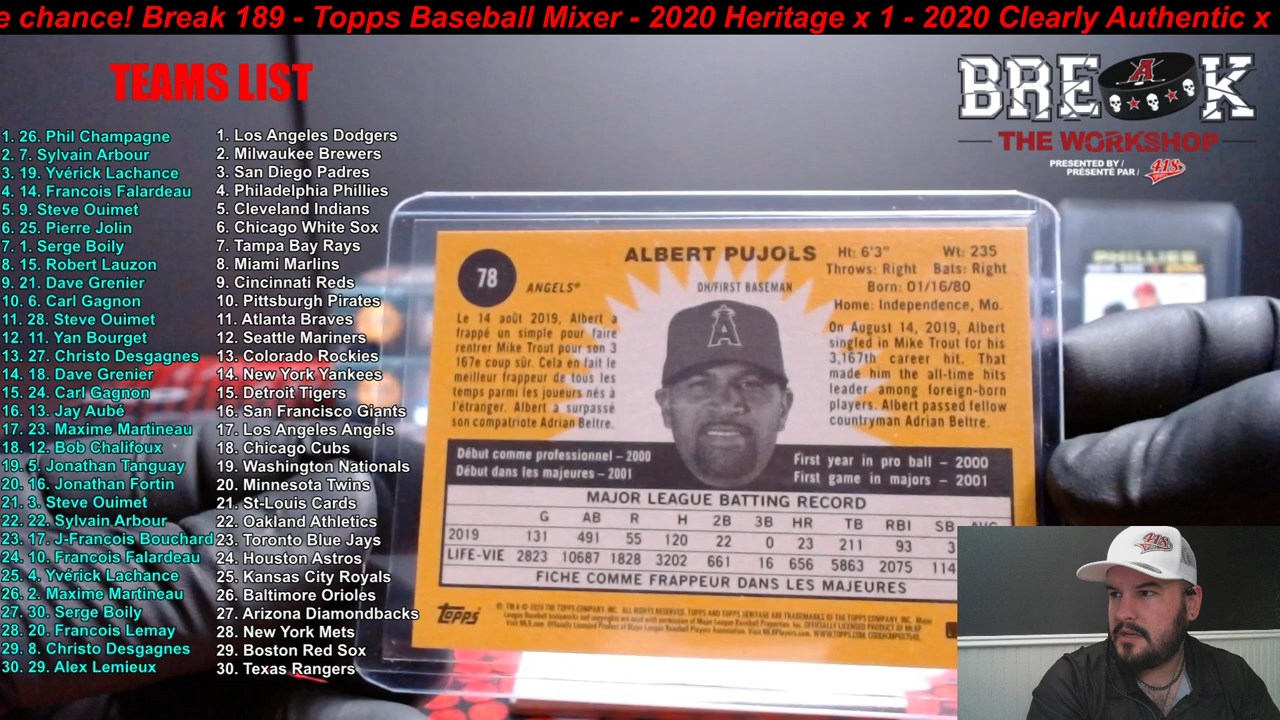 e chance! Break 189 - Topps Baseball Mixer - 2020 Heritage x 1 - 2020 Clearly Authentic x
TEAMS LIST
BREAK
THE WORKSHOP
PRESENTED BY /
PRÉSENTÉ PAR /
418
1. 26. Phil Champagne
2. 7. Sylvain Arbour
3. 19. Yvérick Lachance
4. 14. Francois Falardeau
5. 9. Steve Ouimet
6. 25. Pierre Jolin
7. 1. Serge Boily
8. 15. Robert Lauzon
9. 21. Dave Grenier
10. 6. Carl Gagnon
11. 28. Steve Ouimet
12. 11. Yan Bourget
13. 27. Christo Desgagnes
14. 18. Dave Grenier
15. 24. Carl Gagnon
16. 13. Jay Aubé
17. 23. Maxime Martineau
18. 12. Bob Chalifoux
19. 5. Jonathan Tanguay
20. 16. Jonathan Fortin
21. 3. Steve Ouimet
22. 22. Sylvain Arbour
23. 17. J-Francois Bouchard
24. 10. Francois Falardeau
25. 4. Yvérick Lachance
26. 2. Maxime Martineau
27. 30. Serge Boily
28. 20. Francois Lemay
29. 8. Christo Desgagnes
30. 29. Alex Lemieux
1. Los Angeles Dodgers
2. Milwaukee Brewers
3. San Diego Padres
4. Philadelphia Phillies
5. Cleveland Indians
6. Chicago White Sox
7. Tampa Bay Rays
8. Miami Marlins
9. Cincinnati Reds
10. Pittsburgh Pirates
11. Atlanta Braves
12. Seattle Mariners
13. Colorado Rockies
14. New York Yankees
15. Detroit Tigers
16. San Francisco Giants
17. Los Angeles Angels
18. Chicago Cubs
19. Washington Nationals
20. Minnesota Twins
21. St-Louis Cards
22. Oakland Athletics
23. Toronto Blue Jays
24. Houston Astros
25. Kansas City Royals
26. Baltimore Orioles
27. Arizona Diamondbacks
28. New York Mets
29. Boston Red Sox
30. Texas Rangers
78
ANGELS®
ALBERT PUJOLS
DH/FIRST BASEMAN
Ht: 6'3" Wt: 235
Throws: Right Bats: Right
Born: 01/16/80
Home: Independence, Mo.
Le 14 août 2019, Albert a
frappé un simple pour faire
rentrer Mike Trout pour son 3
167e coup sûr. Cela en fait le
meilleur frappeur de tous les
temps parmi les joueurs nés à
l'étranger. Albert a surpassé
son compatriote Adrian Beltre.
On August 14, 2019, Albert
singled in Mike Trout for his
3,167th career hit. That
made him the all-time hits
leader among foreign-born
players. Albert passed fellow
countryman Adrian Beltre.
A
Début comme professionnel – 2000
Début dans les majeures – 2001
First year in pro ball – 2000
First game in majors – 2001
MAJOR LEAGUE BATTING RECORD
G AB R H 2B 3B HR TB RBI SB AVG
2019 131 491 55 120 22 0 23 211 93 3
LIFE-VIE 2823 10687 1828 3202 661 16 656 5863 2075 114
FICHE COMME FRAPPEUR DANS LES MAJEURES
Topps
PHILLIES
418